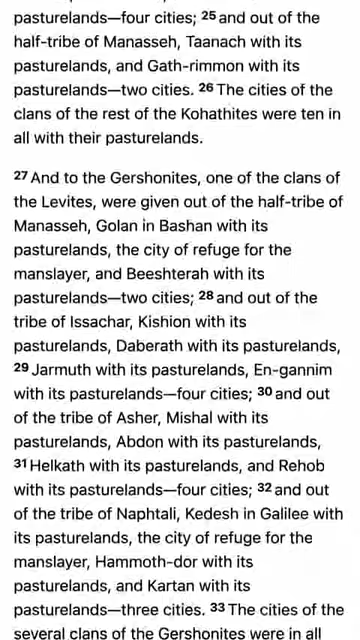 pasturelands—four cities; 25 and out of the
half-tribe of Manasseh, Taanach with its
pasturelands, and Gath-rimmon with its
pasturelands—two cities. 26 The cities of the
clans of the rest of the Kohathites were ten in
all with their pasturelands.
27 And to the Gershonites, one of the clans of
the Levites, were given out of the half-tribe of
Manasseh, Golan in Bashan with its
pasturelands, the city of refuge for the
manslayer, and Beeshterah with its
pasturelands—two cities; 28 and out of the
tribe of Issachar, Kishion with its
pasturelands, Daberath with its pasturelands,
29 Jarmuth with its pasturelands, En-gannim
with its pasturelands—four cities; 30 and out
of the tribe of Asher, Mishal with its
pasturelands, Abdon with its pasturelands,
31 Helkath with its pasturelands, and Rehob
with its pasturelands—four cities; 32 and out
of the tribe of Naphtali, Kedesh in Galilee with
its pasturelands, the city of refuge for the
manslayer, Hammoth-dor with its
pasturelands, and Kartan with its
pasturelands—three cities. 33 The cities of the
several clans of the Gershonites were in all